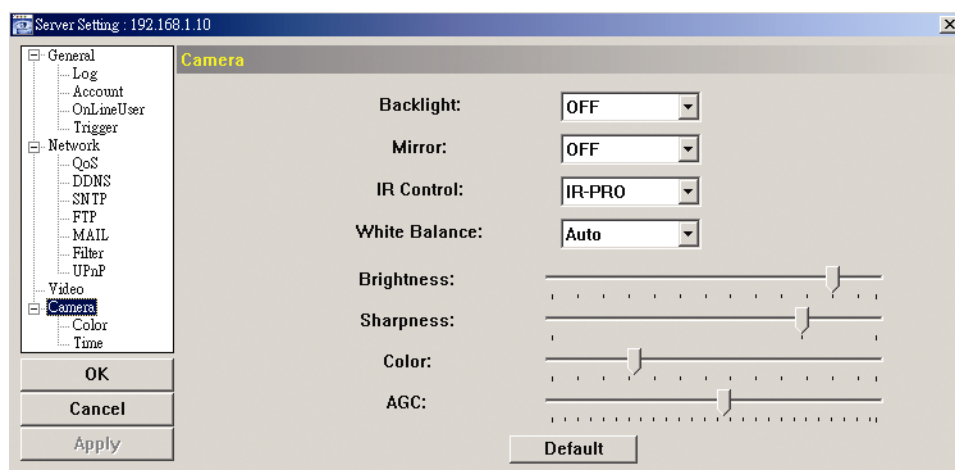 Server Setting : 192.168.1.10
General
Log
Account
OnLineUser
Trigger
Network
QoS
DDNS
SNTP
FTP
MAIL
Filter
UPnP
Video
Camera
Color
Time
OK
Cancel
Apply
Camera
Backlight: OFF
Mirror: OFF
IR Control: IR-PRO
White Balance: Auto
Brightness:
Sharpness:
Color:
AGC:
Default